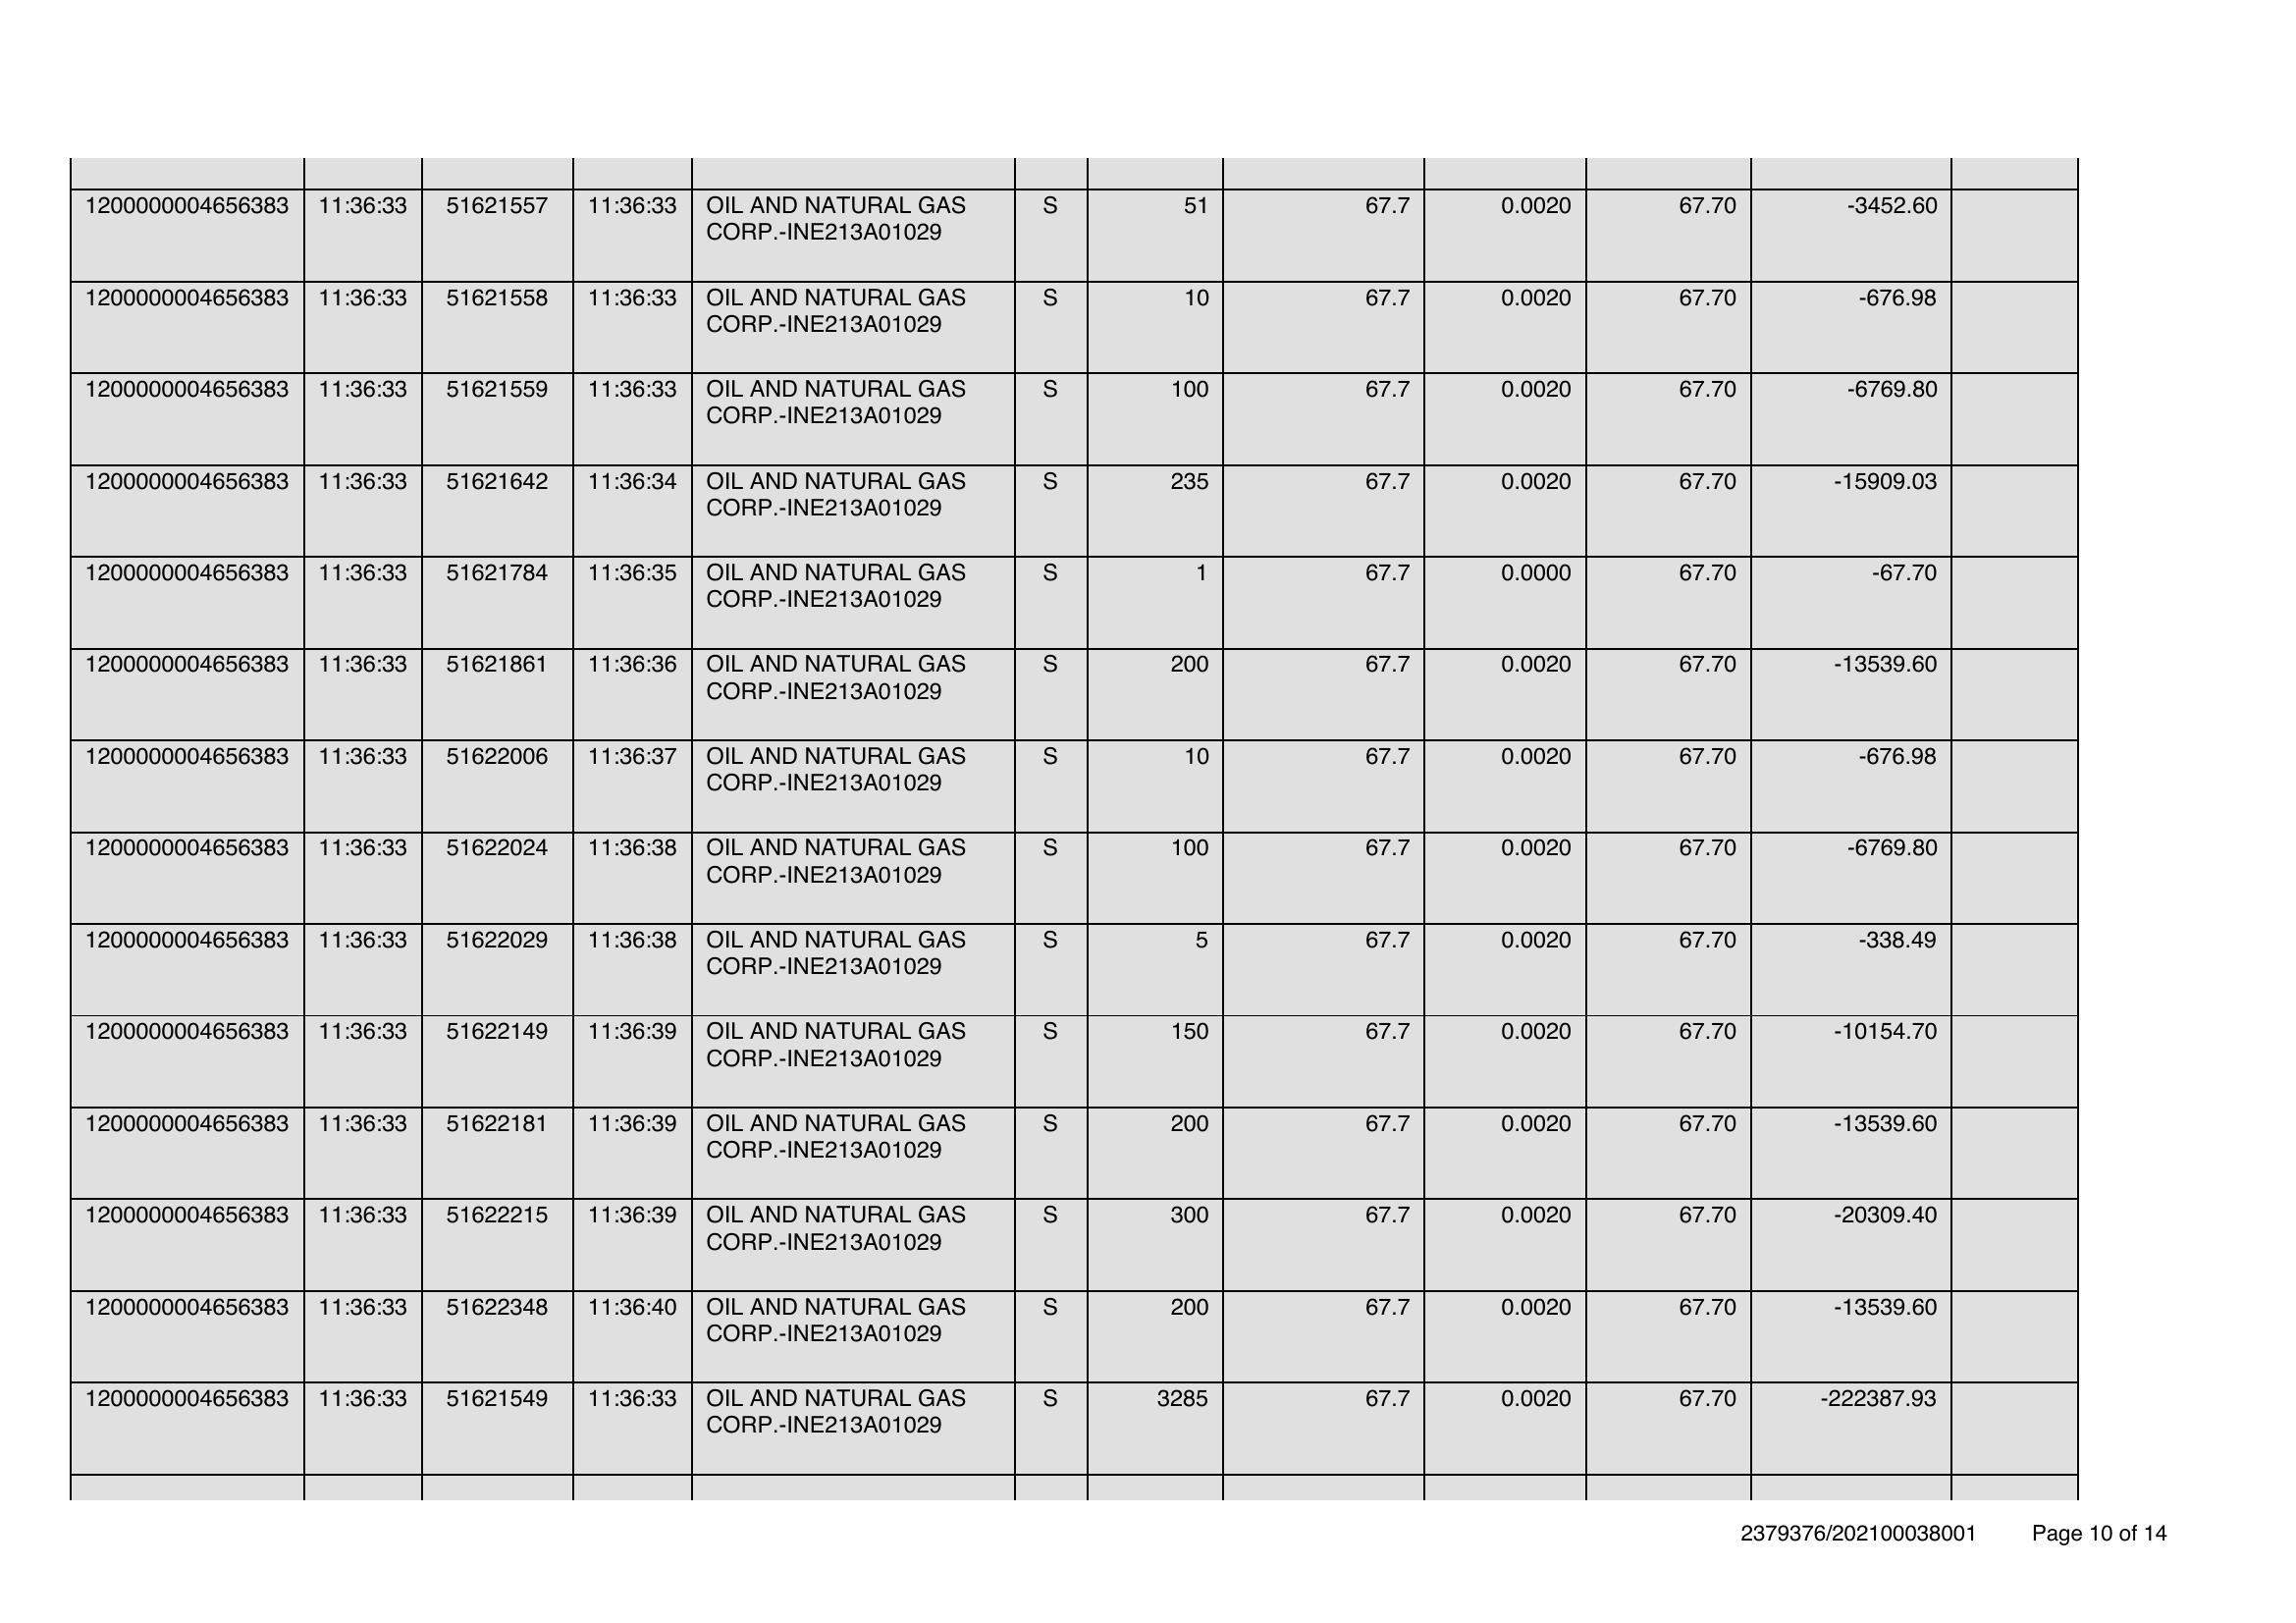 1200000004656383 11:36:33 51621557 11:36:33 OIL AND NATURAL GAS S 51 67.7 0.0020 67.70 -3452.60
CORP.-INE213A01029
1200000004656383 11:36:33 51621558 11:36:33 OIL AND NATURAL GAS S 10 67.7 0.0020 67.70 -676.98
CORP.-INE213A01029
1200000004656383 11:36:33 51621559 11:36:33 OIL AND NATURAL GAS S 100 67.7 0.0020 67.70 -6769.80
CORP.-INE213A01029
1200000004656383 11:36:33 51621642 11:36:34 OIL AND NATURAL GAS S 235 67.7 0.0020 67.70 -15909.03
CORP.-INE213A01029
1200000004656383 11:36:33 51621784 11:36:35 OIL AND NATURAL GAS S 1 67.7 0.0000 67.70 -67.70
CORP.-INE213A01029
1200000004656383 11:36:33 51621861 11:36:36 OIL AND NATURAL GAS S 200 67.7 0.0020 67.70 -13539.60
CORP.-INE213A01029
1200000004656383 11:36:33 51622006 11:36:37 OIL AND NATURAL GAS S 10 67.7 0.0020 67.70 -676.98
CORP.-INE213A01029
1200000004656383 11:36:33 51622024 11:36:38 OIL AND NATURAL GAS S 100 67.7 0.0020 67.70 -6769.80
CORP.-INE213A01029
1200000004656383 11:36:33 51622029 11:36:38 OIL AND NATURAL GAS S 5 67.7 0.0020 67.70 -338.49
CORP.-INE213A01029
1200000004656383 11:36:33 51622149 11:36:39 OIL AND NATURAL GAS S 150 67.7 0.0020 67.70 -10154.70
CORP.-INE213A01029
1200000004656383 11:36:33 51622181 11:36:39 OIL AND NATURAL GAS S 200 67.7 0.0020 67.70 -13539.60
CORP.-INE213A01029
1200000004656383 11:36:33 51622215 11:36:39 OIL AND NATURAL GAS S 300 67.7 0.0020 67.70 -20309.40
CORP.-INE213A01029
1200000004656383 11:36:33 51622348 11:36:40 OIL AND NATURAL GAS S 200 67.7 0.0020 67.70 -13539.60
CORP.-INE213A01029
1200000004656383 11:36:33 51621549 11:36:33 OIL AND NATURAL GAS S 3285 67.7 0.0020 67.70 -222387.93
CORP.-INE213A01029
2379376/202100038001 Page 10 of 14